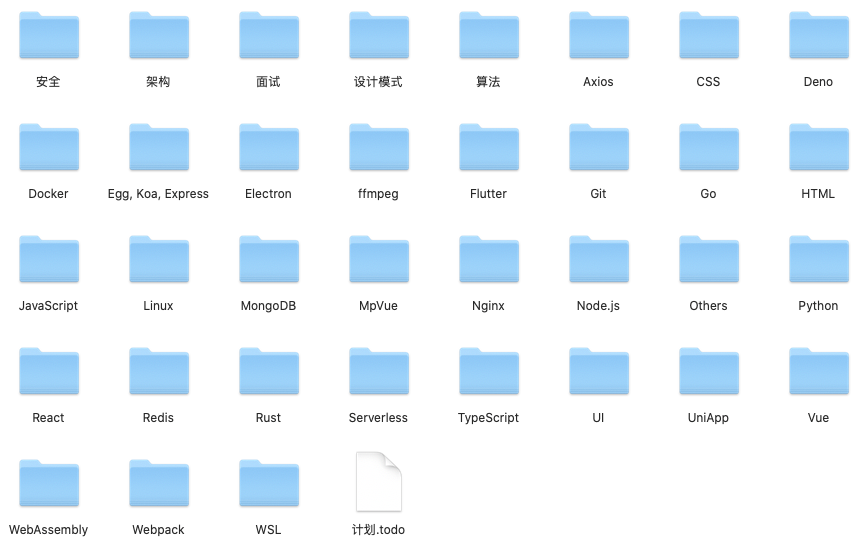 安全
架构
面试
设计模式
算法
Axios
CSS
Deno
Docker
Egg, Koa, Express
Electron
ffmpeg
Flutter
Git
Go
HTML
JavaScript
Linux
MongoDB
MpVue
Nginx
Node.js
Others
Python
React
Redis
Rust
Serverless
TypeScript
UI
UniApp
Vue
WebAssembly
Webpack
WSL
计划.todo